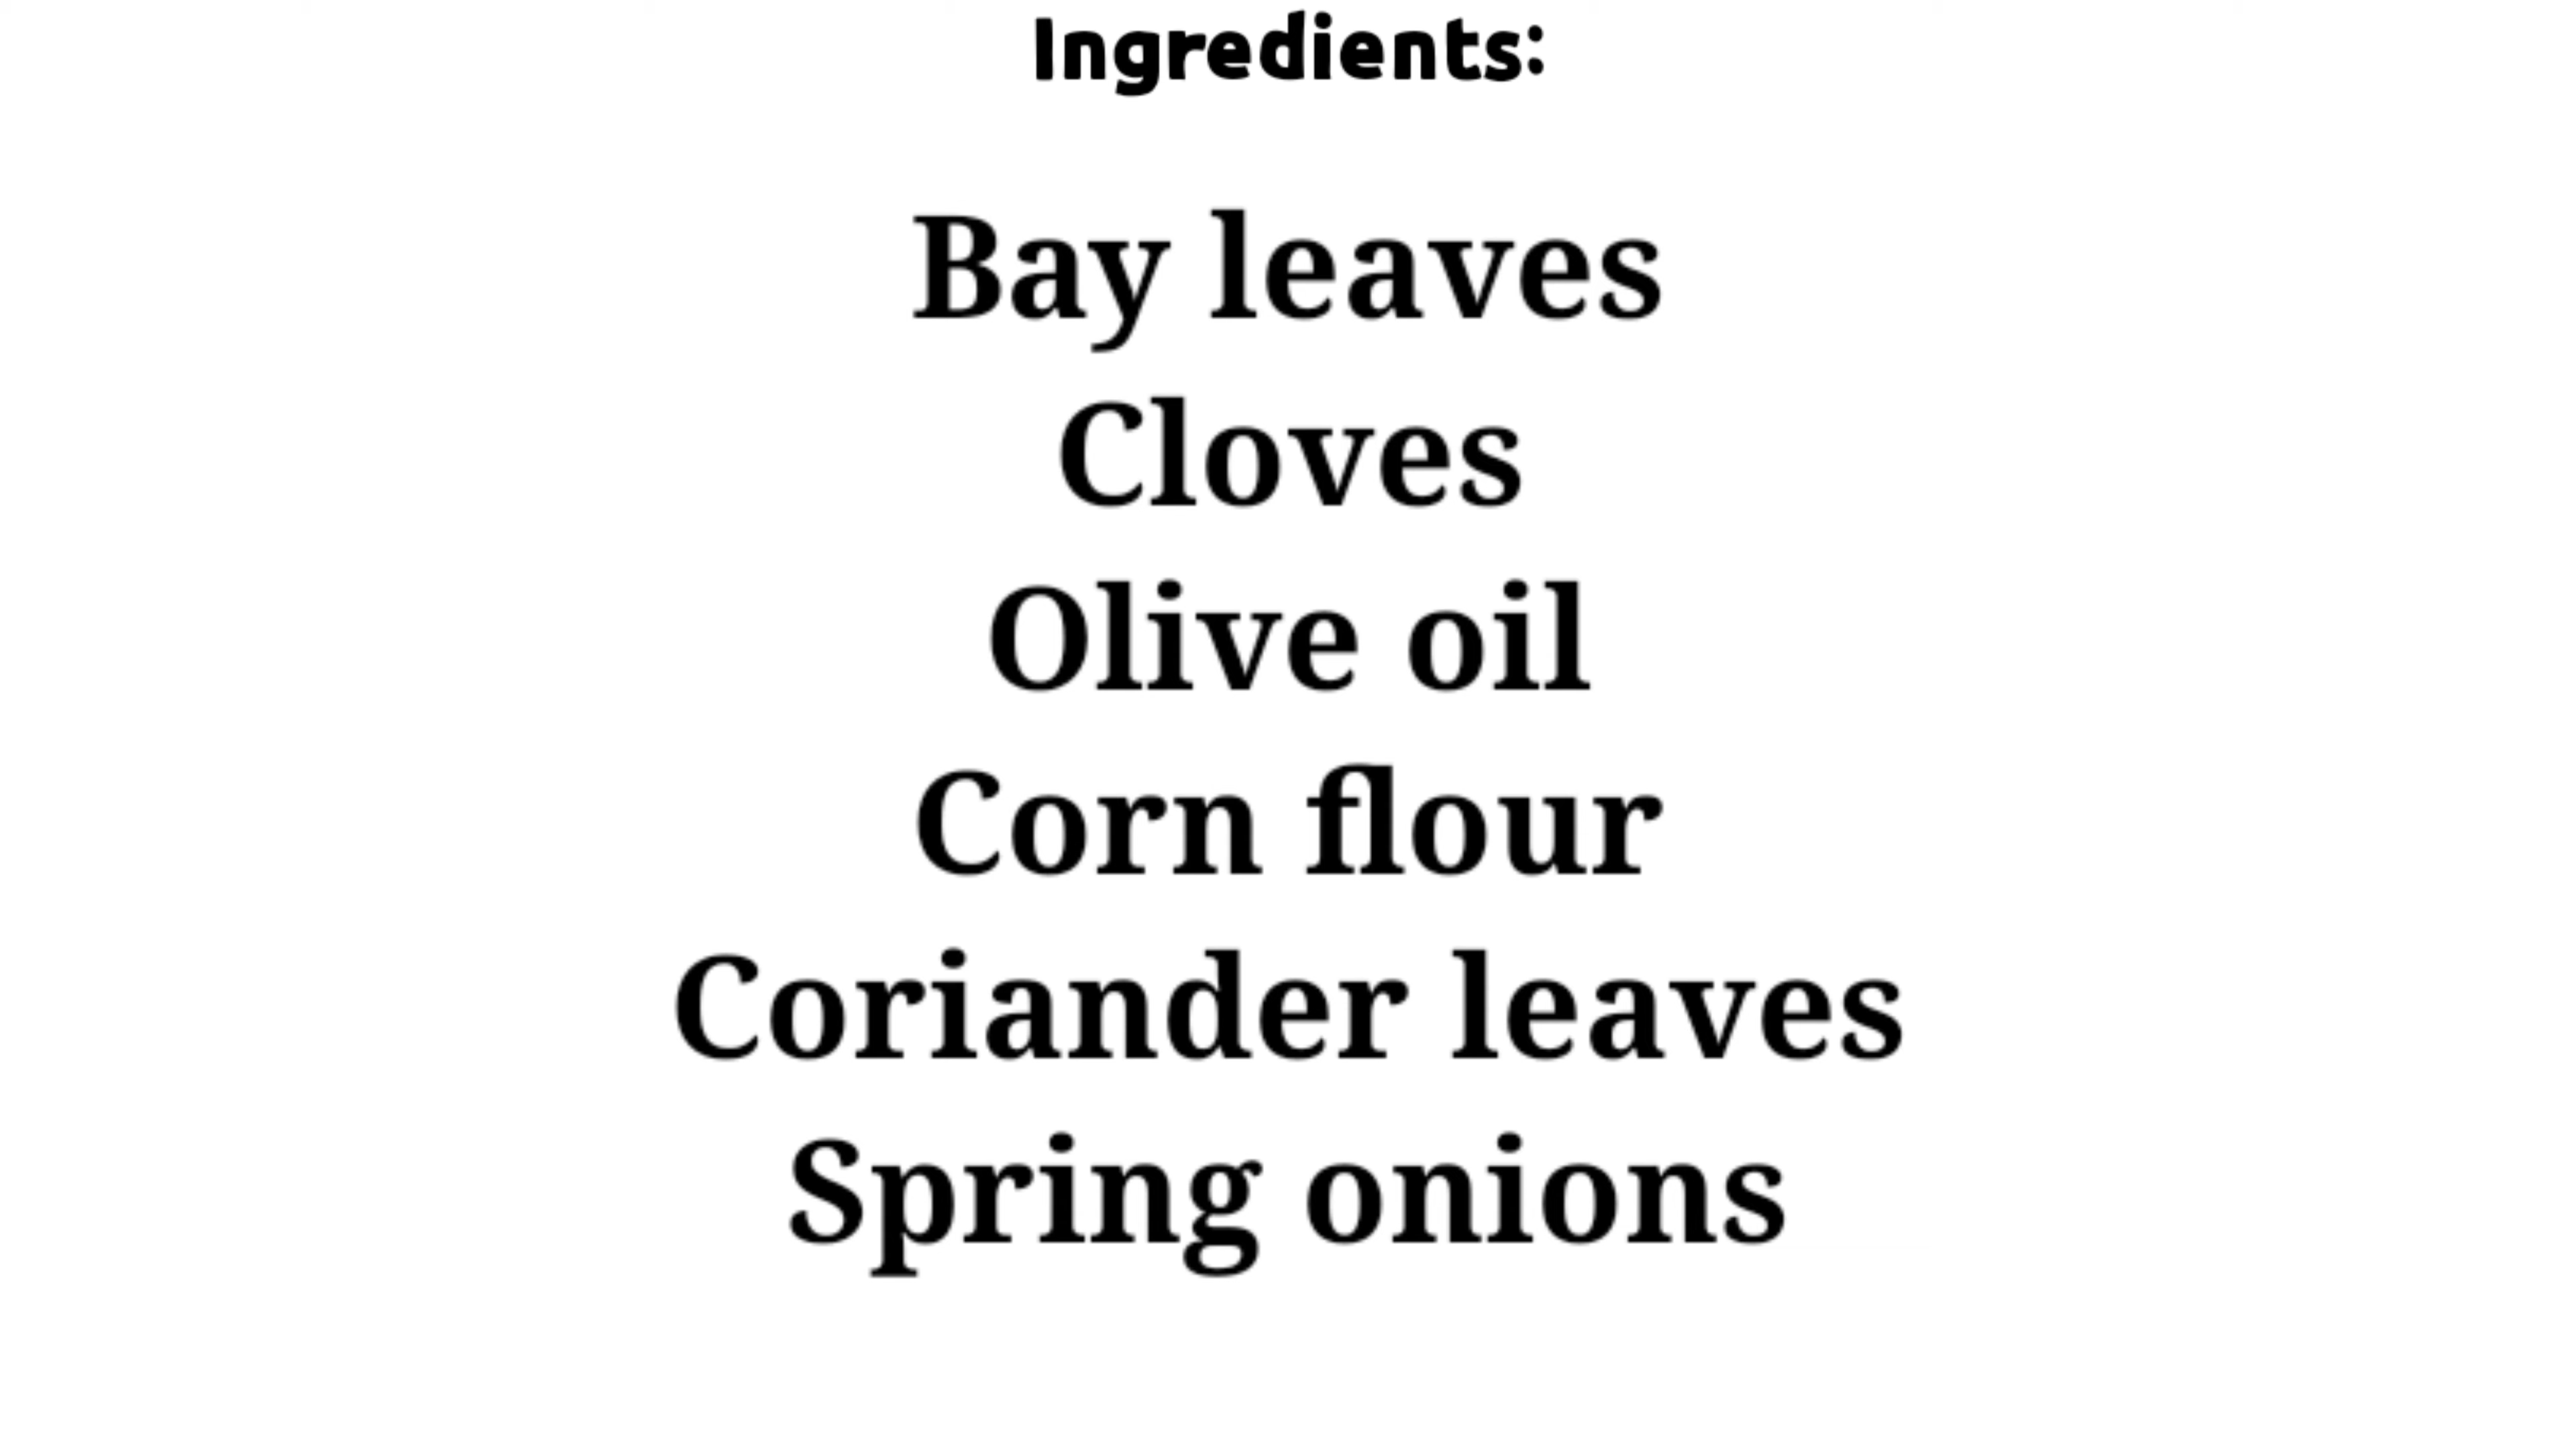 Ingredients:
Bay leaves
Cloves
Olive oil
Corn flour
Coriander leaves
Spring onions